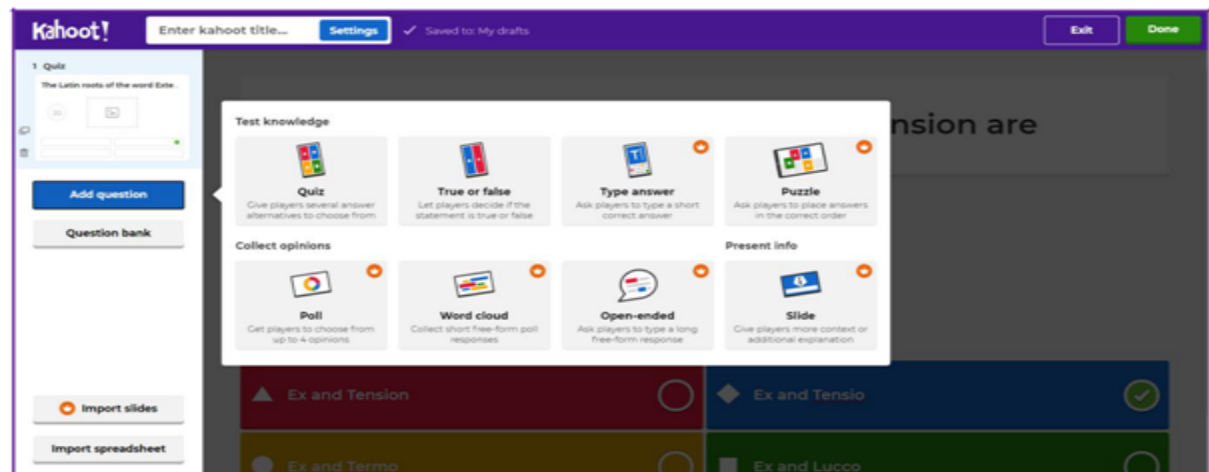 Kahoot!
Enter kahoot title...
Settings
Saved to: My drafts
Exit
Done
1 Quiz
The Latin roots of the word Exte..
20
Add question
Question bank
Import slides
Import spreadsheet
nsion are
Test knowledge
Quiz
Give players several answer
alternatives to choose from
True or false
Let players decide if the
statement is true or false
Type answer
Ask players to type a short
correct answer
Puzzle
Ask players to place answers
in the correct order
Collect opinions
Present info
Poll
Get players to choose from
up to 4 opinions
Word cloud
Collect short free-form poll
responses
Open-ended
Ask players to type a long
free-form response
Slide
Give players more context or
additional explanation
Ex and Tension
Ex and Tensio
Ex and Termo
Ex and Lucco